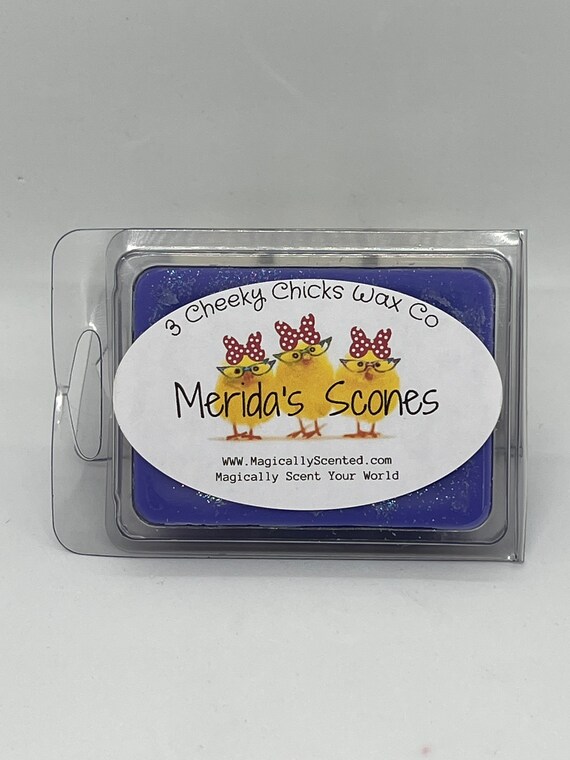 3 Cheeky Chicks Wax Co
Merida's Scones
WWW.MagicallyScented.com
Magically Scent Your World